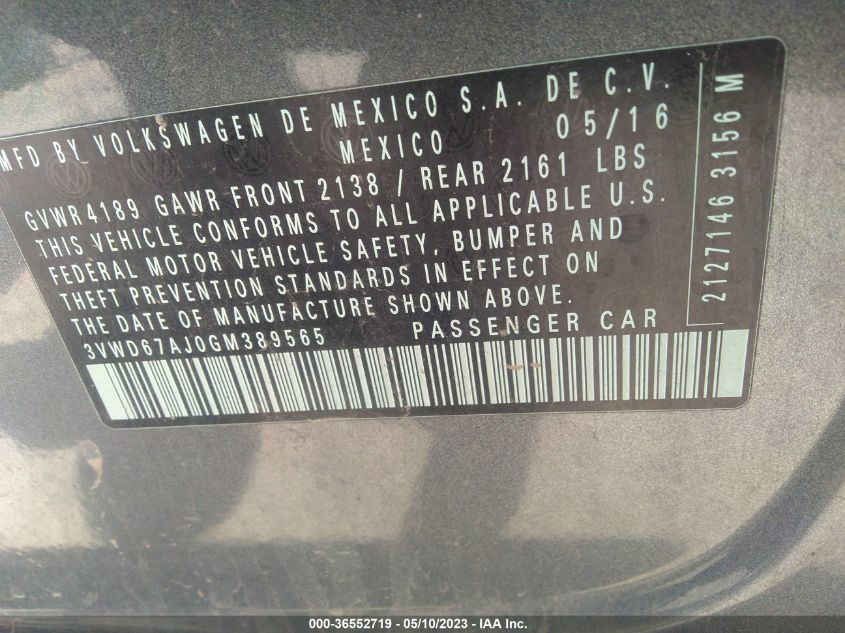 MFD BY VOLKSWAGEN DE MEXICO S.A. DE C.V.
MEXICO 05/16
GVWR 4189 GAWR FRONT 2138 / REAR 2161 LBS
THIS VEHICLE CONFORMS TO ALL APPLICABLE U.S.
FEDERAL MOTOR VEHICLE SAFETY, BUMPER AND
THEFT PREVENTION STANDARDS IN EFFECT ON
THE DATE OF MANUFACTURE SHOWN ABOVE.
3VWD67AJ0GM389565 PASSENGER CAR
2127146 3156 M
000-36552719 - 05/10/2023 - IAA Inc.